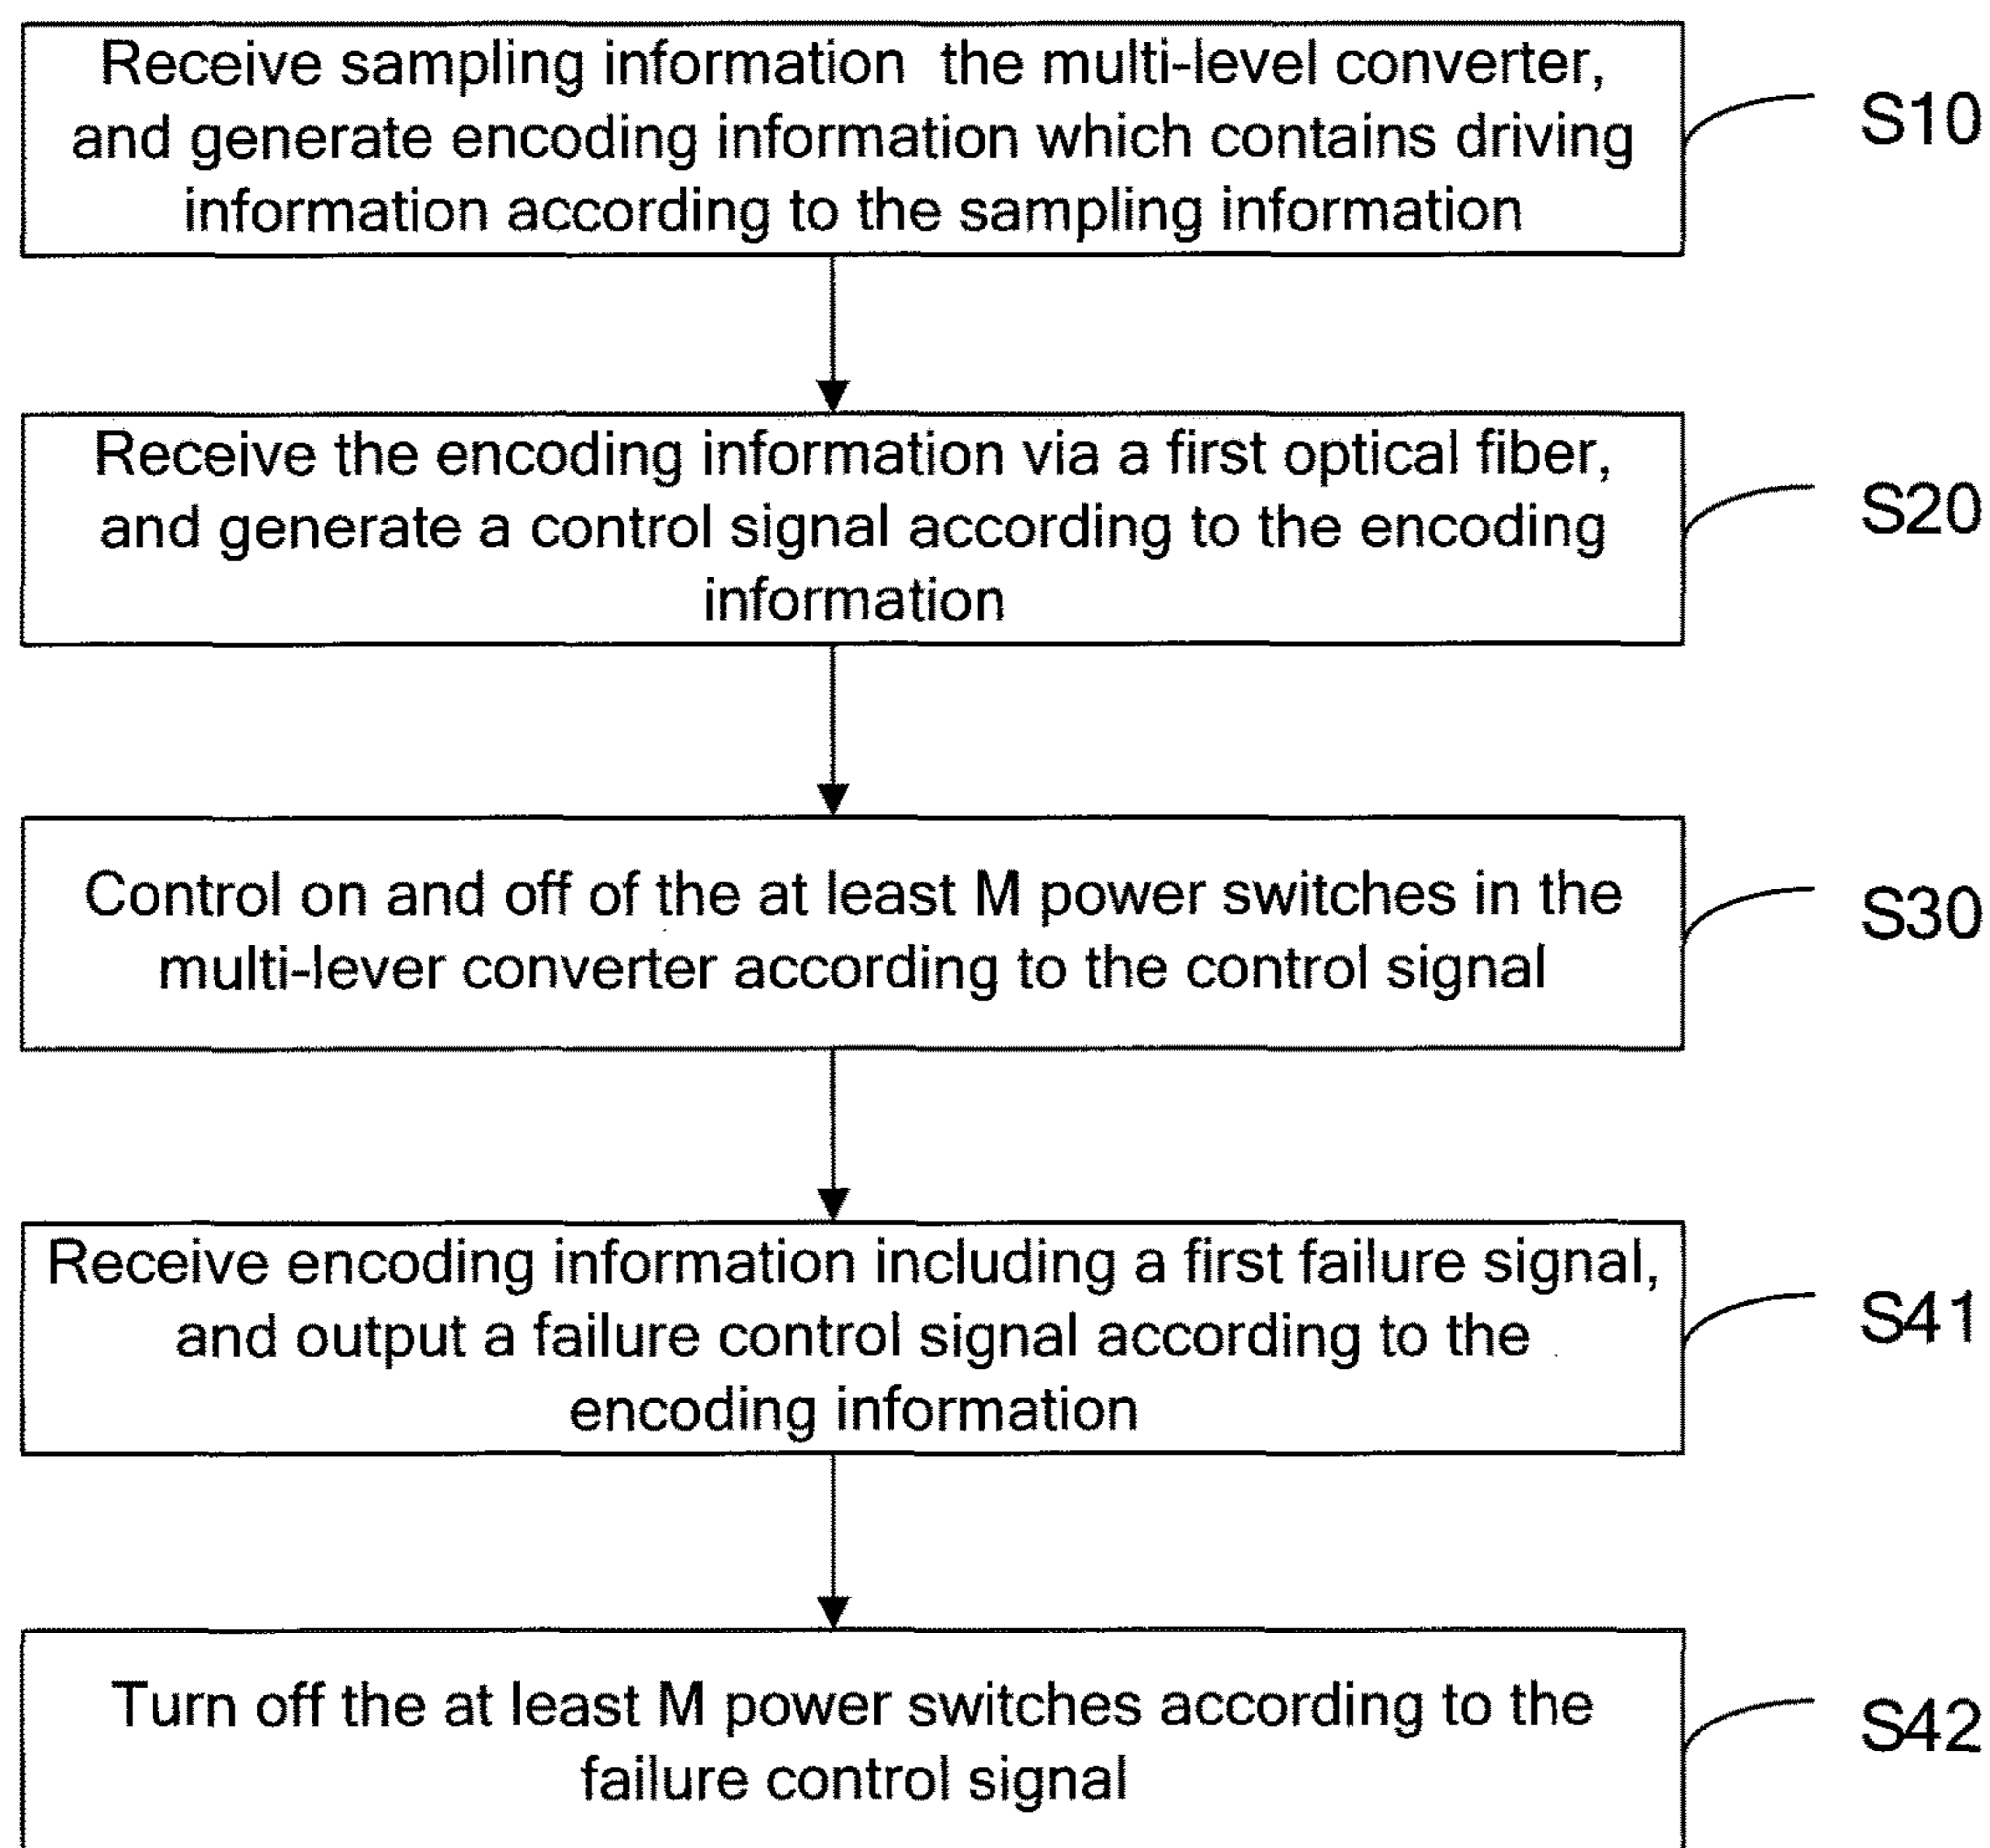 Receive sampling information the multi-level converter,
and generate encoding information which contains driving
information according to the sampling information
S10
Receive the encoding information via a first optical fiber,
and generate a control signal according to the encoding
information
S20
Control on and off of the at least M power switches in the
multi-lever converter according to the control signal
S30
Receive encoding information including a first failure signal,
and output a failure control signal according to the
encoding information
S41
Turn off the at least M power switches according to the
failure control signal
S42